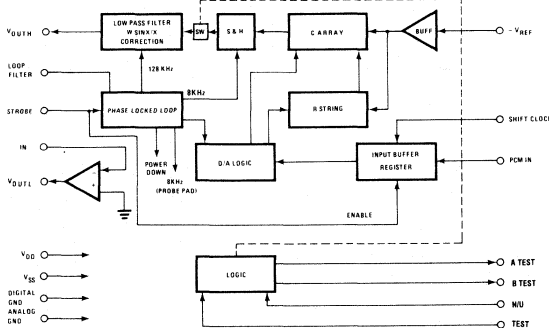 LOW PASS FILTER
W SINX/X
CORRECTION
SW
S & H
C ARRAY
BUFF
- VREF
VOUTH
LOOP
FILTER
128 KHz
8KHz
STROBE
PHASE LOCKED LOOP
R STRING
SHIFT CLOCK
IN
POWER
DOWN
8KHz
(PROBE PAD)
D/A LOGIC
INPUT BUFFER
REGISTER
PCM IN
VOUTL
-
+
ENABLE
VDD
VSS
DIGITAL
GND
ANALOG
GND
LOGIC
A TEST
B TEST
N/U
TEST